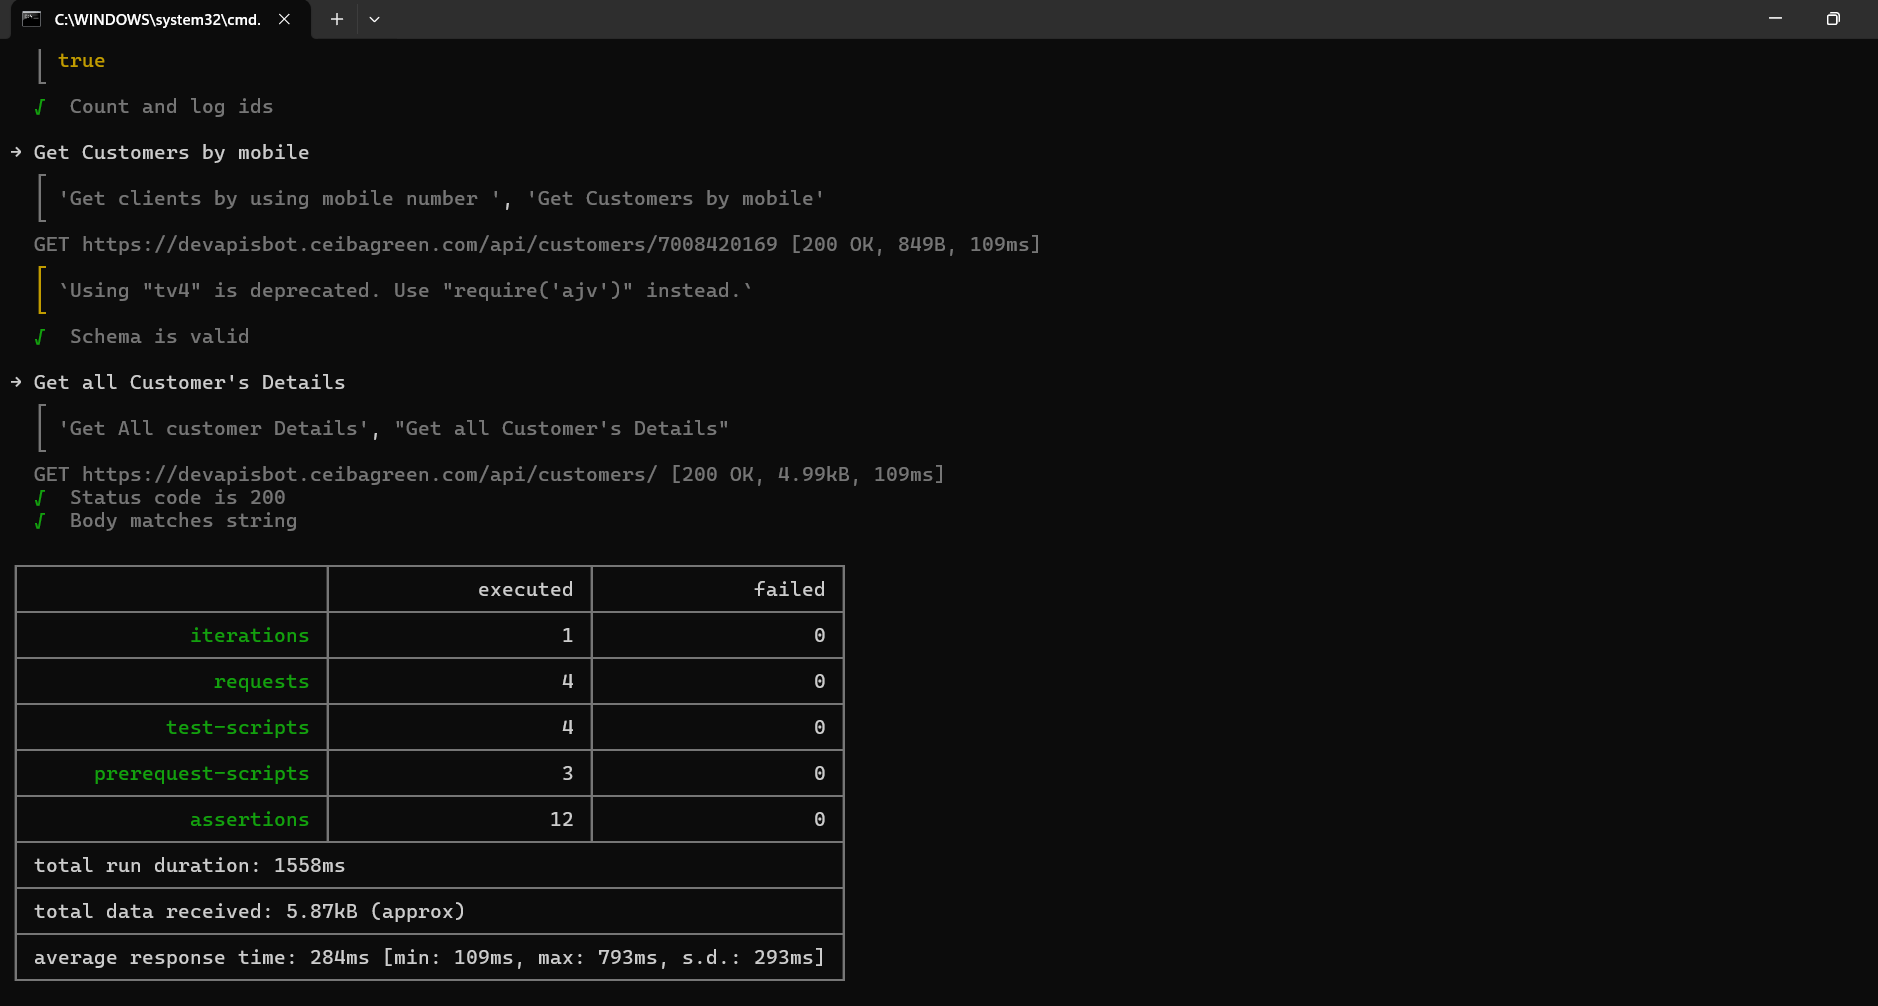 C:\WINDOWS\system32\cmd.
true
√ Count and log ids
→ Get Customers by mobile
'Get clients by using mobile number ', 'Get Customers by mobile'
GET https://devapisbot.ceibagreen.com/api/customers/7008420169 [200 OK, 849B, 109ms]
`Using "tv4" is deprecated. Use "require('ajv')" instead.`
√ Schema is valid
→ Get all Customer's Details
'Get All customer Details', "Get all Customer's Details"
GET https://devapisbot.ceibagreen.com/api/customers/ [200 OK, 4.99kB, 109ms]
√ Status code is 200
√ Body matches string
executed failed
iterations 1 0
requests 4 0
test-scripts 4 0
prerequest-scripts 3 0
assertions 12 0
total run duration: 1558ms
total data received: 5.87kB (approx)
average response time: 284ms [min: 109ms, max: 793ms, s.d.: 293ms]